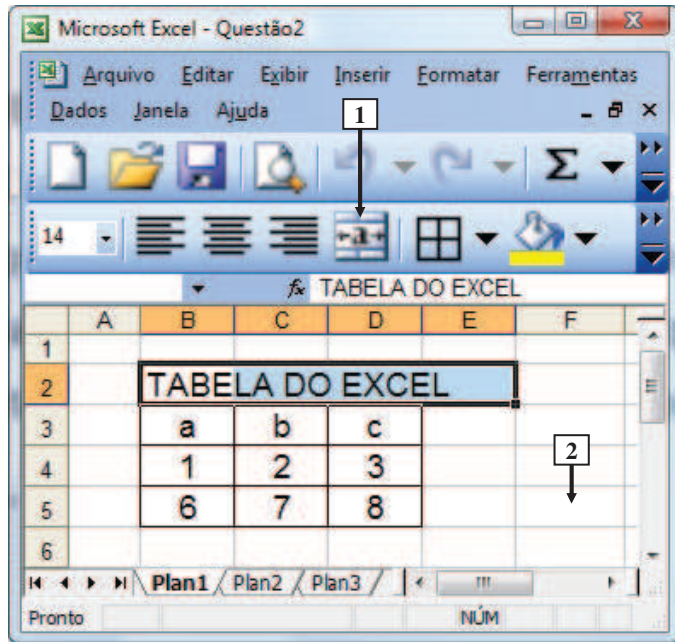 Microsoft Excel - Questão2
Arquivo Editar Exibir Inserir Formatar Ferramentas
Dados Janela Ajuda
1
Σ
14
a
fx TABELA DO EXCEL
A B C D E F
1
2 TABELA DO EXCEL
3 a b c
4 1 2 3
2
5 6 7 8
6
Plan1 Plan2 Plan3
Pronto NÚM